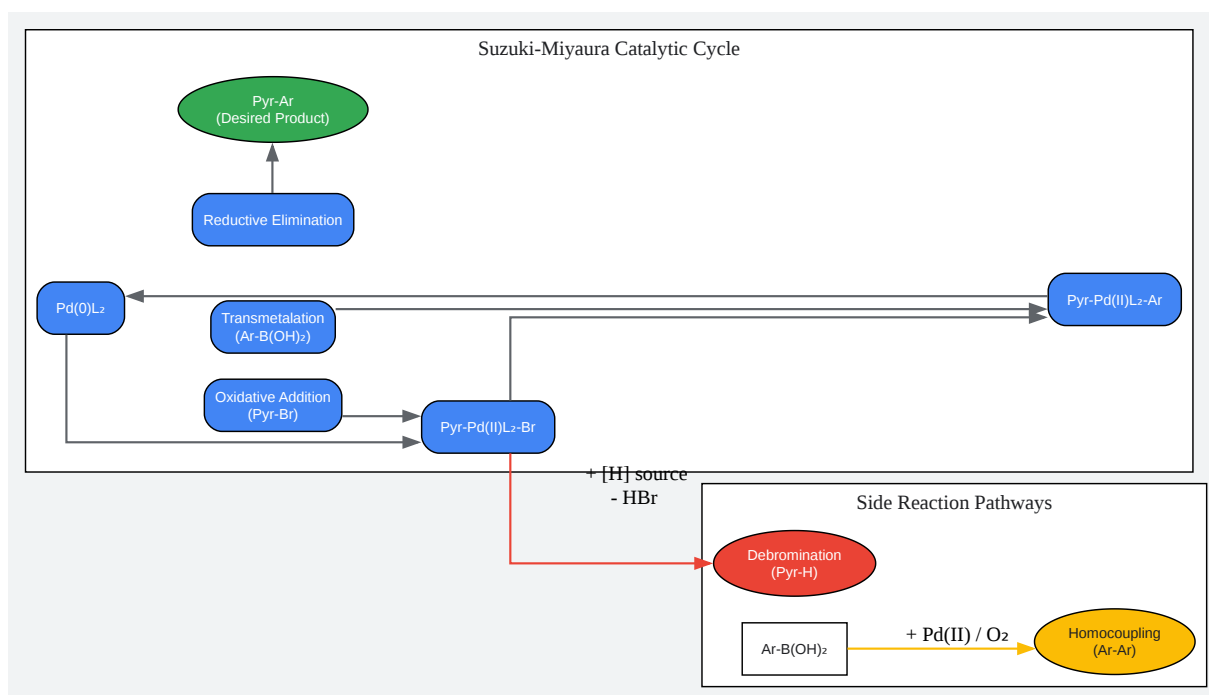 Suzuki-Miyaura Catalytic Cycle
Pyr-Ar
(Desired Product)
Reductive Elimination
Pd(0)L₂
Transmetalation
(Ar-B(OH)₂)
Pyr-Pd(II)L₂-Ar
Oxidative Addition
(Pyr-Br)
Pyr-Pd(II)L₂-Br
+ [H] source
- HBr
Side Reaction Pathways
Debromination
(Pyr-H)
Ar-B(OH)₂
+ Pd(II) / O₂
Homocoupling
(Ar-Ar)